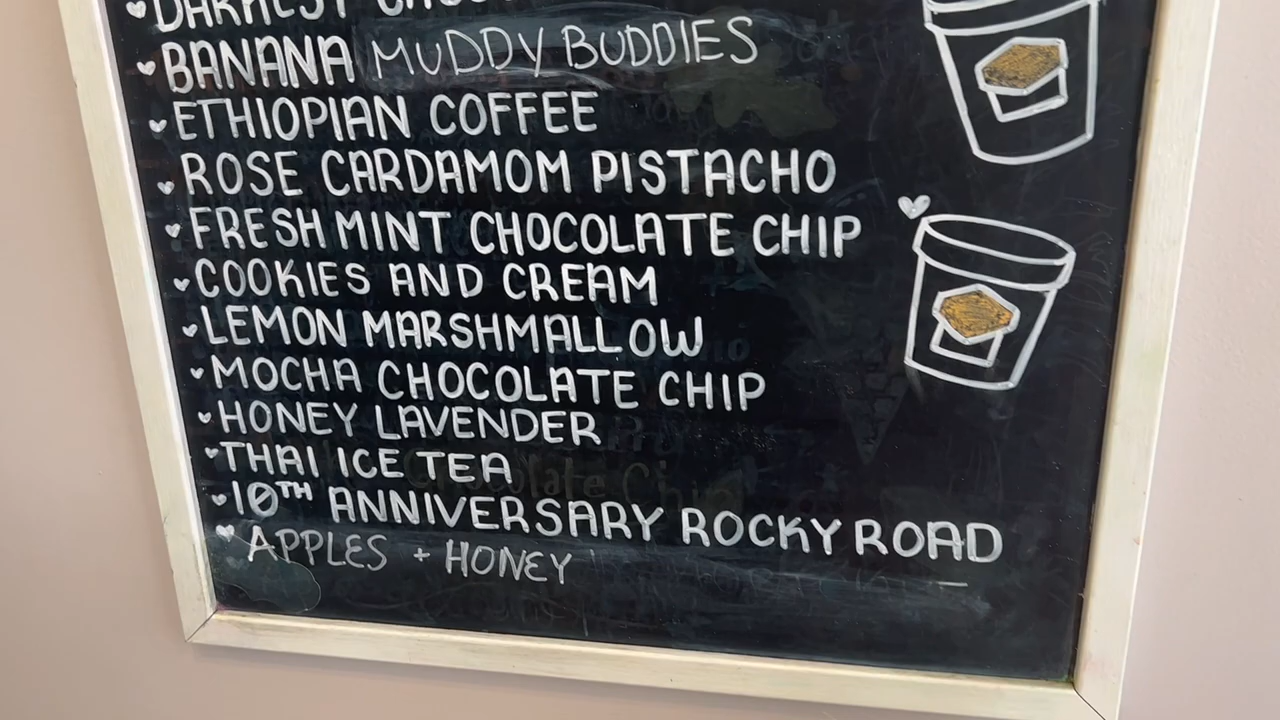 DARKEST
BANANA MUDDY BUDDIES
ETHIOPIAN COFFEE
ROSE CARDAMOM PISTACHO
FRESH MINT CHOCOLATE CHIP
COOKIES AND CREAM
LEMON MARSHMALLOW
MOCHA CHOCOLATE CHIP
HONEY LAVENDER
THAI ICE TEA
10TH ANNIVERSARY ROCKY ROAD
APPLES + HONEY